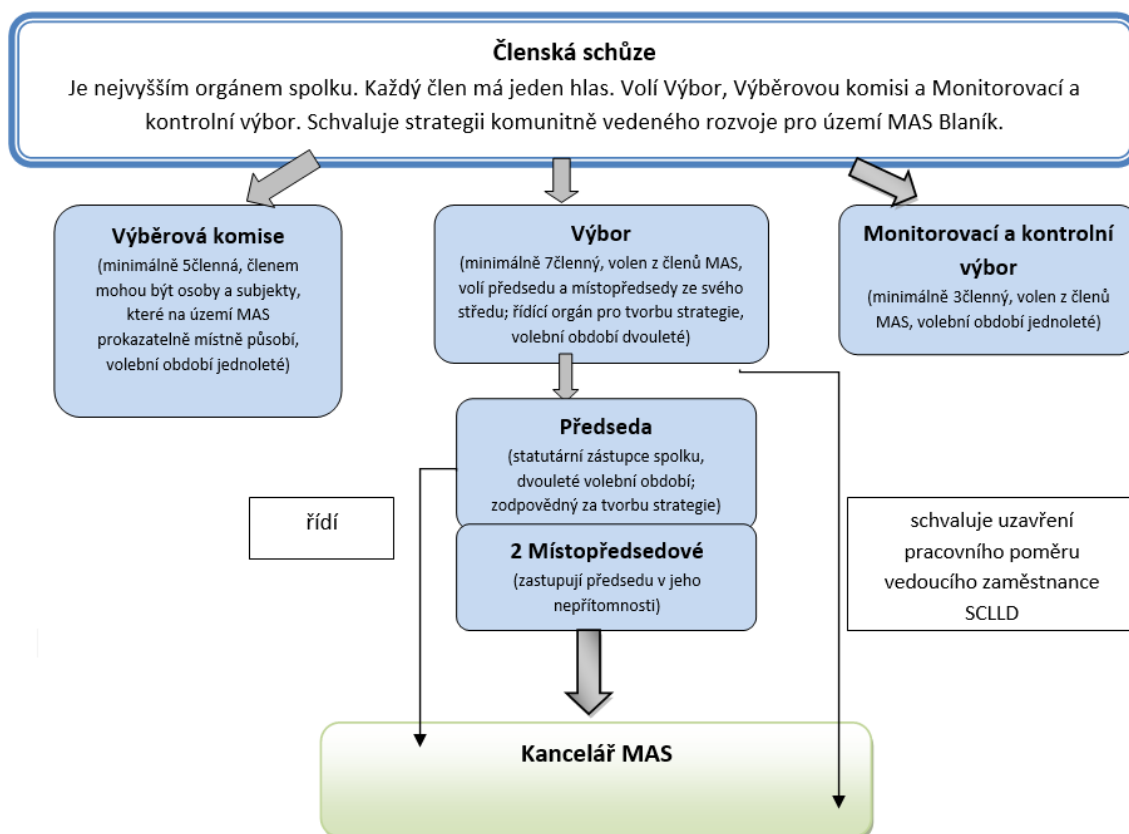 Členská schůze
Je nejvyšším orgánem spolku. Každý člen má jeden hlas. Volí Výbor, Výběrovou komisi a Monitorovací a
kontrolní výbor. Schvaluje strategii komunitně vedeného rozvoje pro území MAS Blaník.
Výběrová komise
(minimálně 5členná, členem
mohou být osoby a subjekty,
které na území MAS
prokazatelně místně působí,
volební období jednoleté)
Výbor
(minimálně 7členný, volen z členů MAS,
volí předsedu a místopředsedy ze svého
středu; řídící orgán pro tvorbu strategie,
volební období dvouleté)
Monitorovací a kontrolní
výbor
(minimálně 3členný, volen z členů
MAS, volební období jednoleté)
Předseda
(statutární zástupce spolku,
dvouleté volební období;
zodpovědný za tvorbu strategie)
řídí
schvaluje uzavření
pracovního poměru
vedoucího zaměstnance
SCLLD
2 Místopředsedové
(zastupují předsedu v jeho
nepřítomnosti)
Kancelář MAS